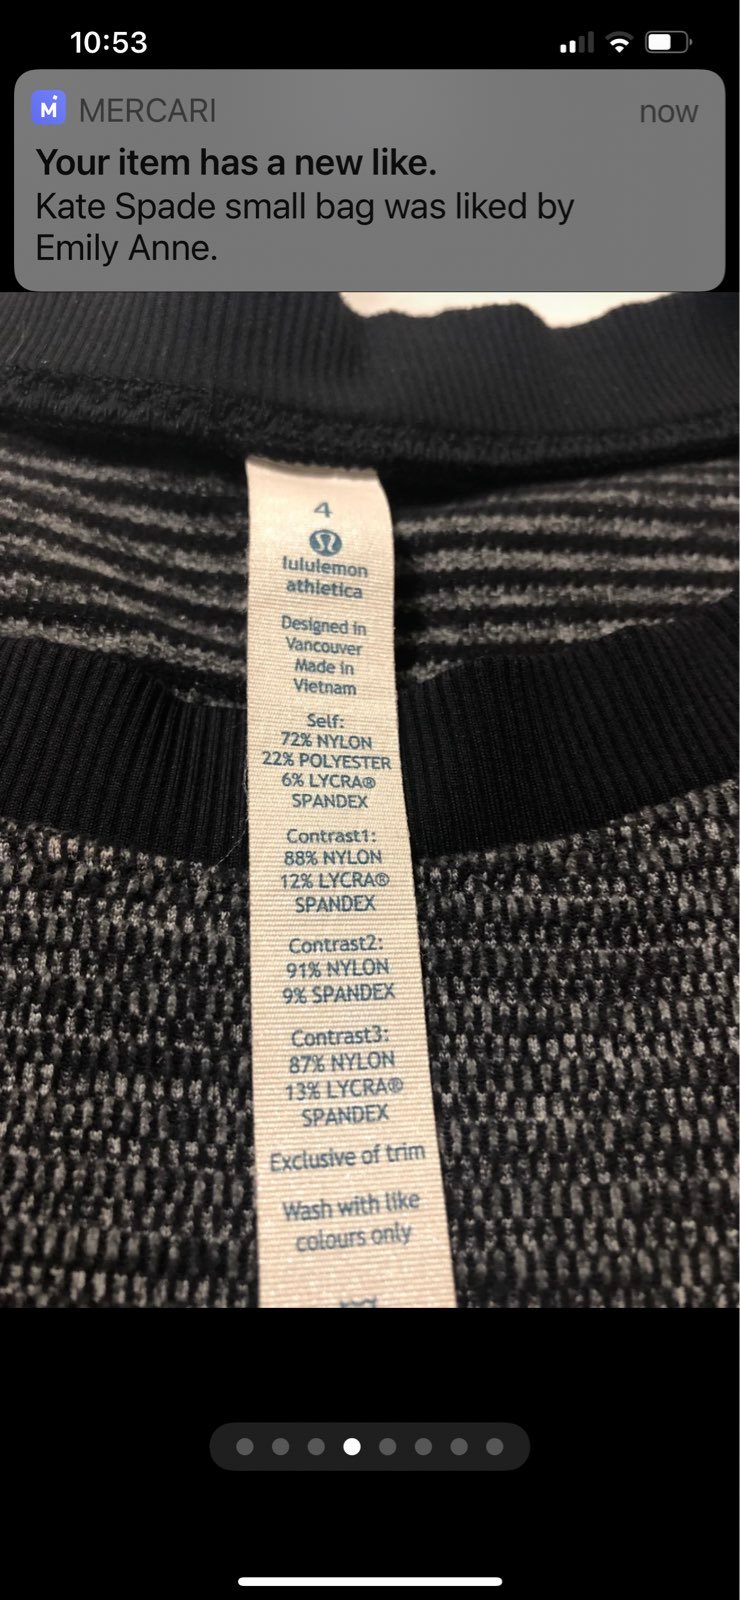 10:53
MERCARI
now
Your item has a new like.
Kate Spade small bag was liked by
Emily Anne.
4
lululemon
athletica
Designed in
Vancouver
Made in
Vietnam
Self:
72% NYLON
22% POLYESTER
6% LYCRA®
SPANDEX
Contrast1:
88% NYLON
12% LYCRA®
SPANDEX
Contrast2:
91% NYLON
9% SPANDEX
Contrast3:
87% NYLON
13% LYCRA®
SPANDEX
Exclusive of trim
Wash with like
colours only